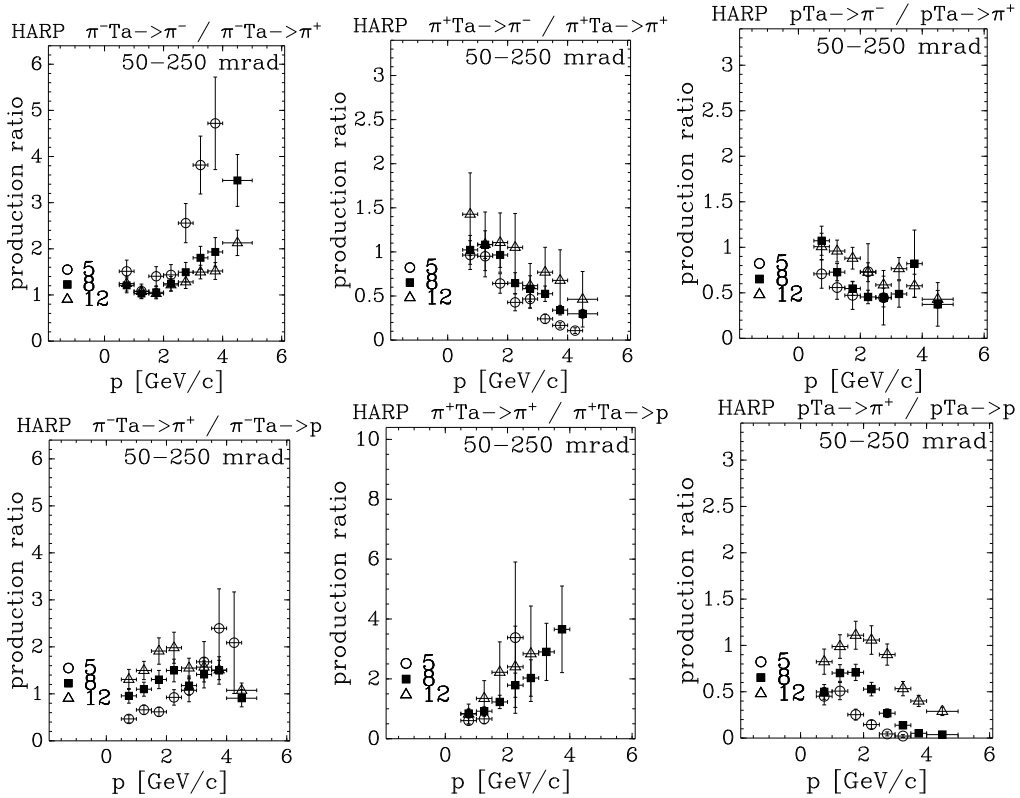 HARP π⁻Ta–>π⁻ / π⁻Ta–>π⁺
50–250 mrad
production ratio
6
5
4
3
2
1
0
5
8
12
0 2 4 6
p [GeV/c]
HARP π⁺Ta–>π⁻ / π⁺Ta–>π⁺
50–250 mrad
production ratio
3
2.5
2
1.5
1
0.5
0
5
8
12
0 2 4 6
p [GeV/c]
HARP pTa–>π⁻ / pTa–>π⁺
50–250 mrad
production ratio
3
2.5
2
1.5
1
0.5
0
5
8
12
0 2 4 6
p [GeV/c]
HARP π⁻Ta–>π⁺ / π⁻Ta–>p
50–250 mrad
production ratio
6
5
4
3
2
1
0
5
8
12
0 2 4 6
p [GeV/c]
HARP π⁺Ta–>π⁺ / π⁺Ta–>p
50–250 mrad
production ratio
10
8
6
4
2
0
5
8
12
0 2 4 6
p [GeV/c]
HARP pTa–>π⁺ / pTa–>p
50–250 mrad
production ratio
3
2.5
2
1.5
1
0.5
0
5
8
12
0 2 4 6
p [GeV/c]